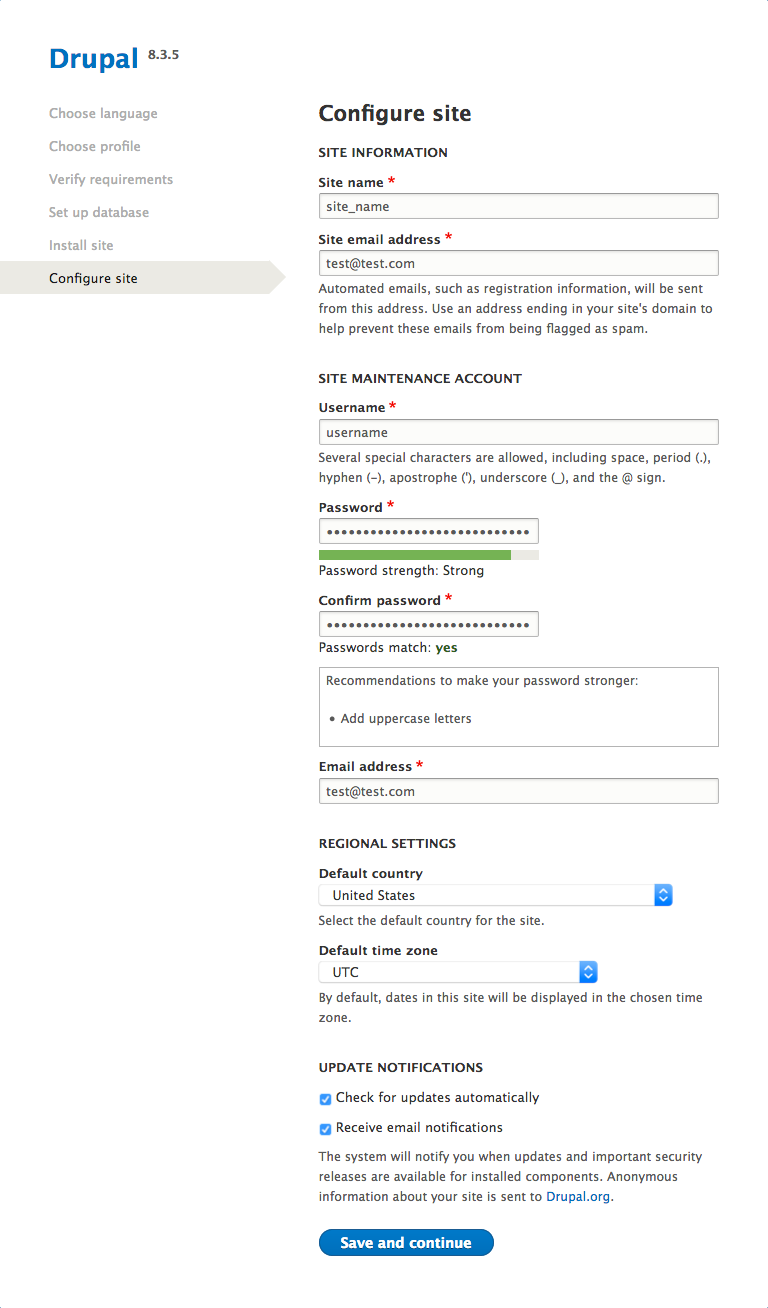 Drupal 8.3.5
Choose language
Choose profile
Verify requirements
Set up database
Install site
Configure site
Configure site
SITE INFORMATION
Site name *
site_name
Site email address *
test@test.com
Automated emails, such as registration information, will be sent
from this address. Use an address ending in your site's domain to
help prevent these emails from being flagged as spam.
SITE MAINTENANCE ACCOUNT
Username *
username
Several special characters are allowed, including space, period (.),
hyphen (-), apostrophe ('), underscore (_), and the @ sign.
Password *
••••••••••••••••••••••••••••
Password strength: Strong
Confirm password *
••••••••••••••••••••••••••••
Passwords match: yes
Recommendations to make your password stronger:
• Add uppercase letters
Email address *
test@test.com
REGIONAL SETTINGS
Default country
United States
Select the default country for the site.
Default time zone
UTC
By default, dates in this site will be displayed in the chosen time
zone.
UPDATE NOTIFICATIONS
Check for updates automatically
Receive email notifications
The system will notify you when updates and important security
releases are available for installed components. Anonymous
information about your site is sent to Drupal.org.
Save and continue